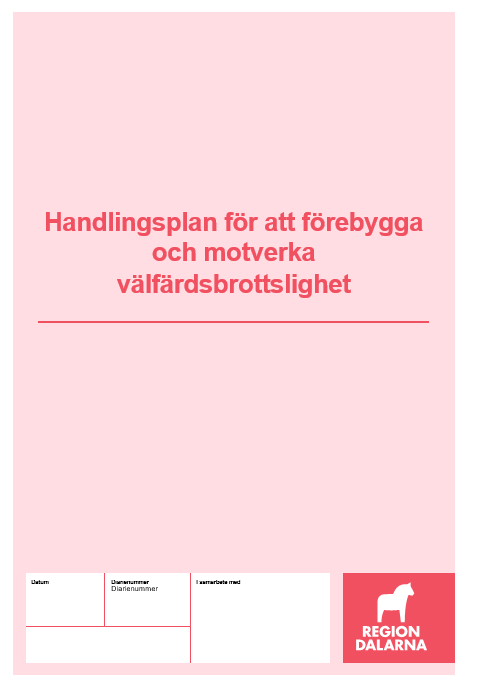 Handlingsplan för att förebygga
och motverka
välfärdsbrottslighet
Datum
Diarienummer
Diarienummer
I samarbete med
REGION
DALARNA